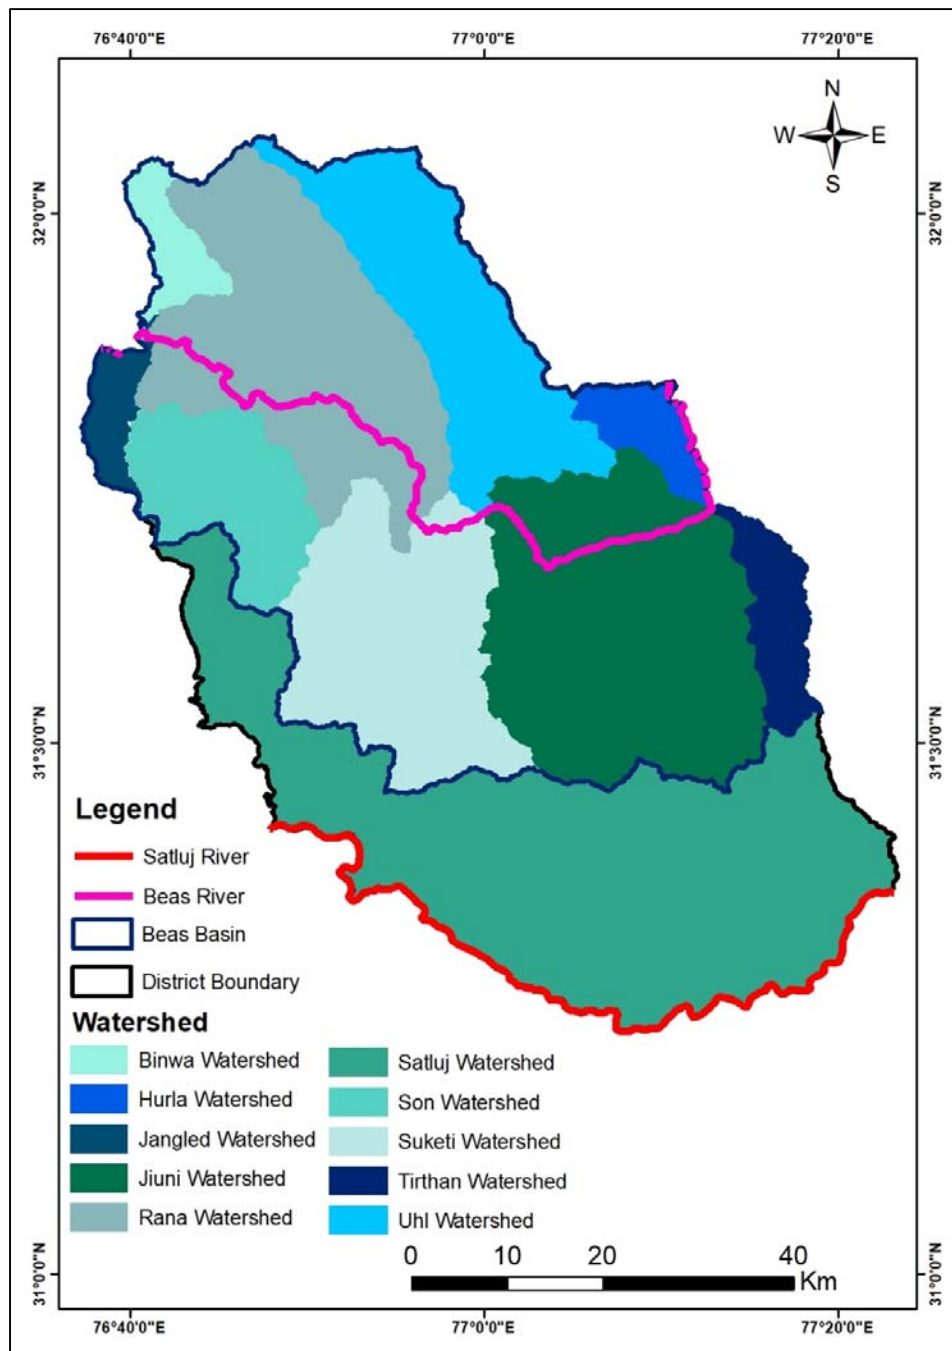 76°40'0"E 77°0'0"E 77°20'0"E
N
W E
S
32°0'0"N 32°0'0"N
31°30'0"N 31°30'0"N
Legend
Satluj River
Beas River
Beas Basin
District Boundary
Watershed
Binwa Watershed Satluj Watershed
Hurla Watershed Son Watershed
Jangled Watershed Suketi Watershed
Jiuni Watershed Tirthan Watershed
Rana Watershed Uhl Watershed
0 10 20 40
Km
31°0'0"N 31°0'0"N
76°40'0"E 77°0'0"E 77°20'0"E